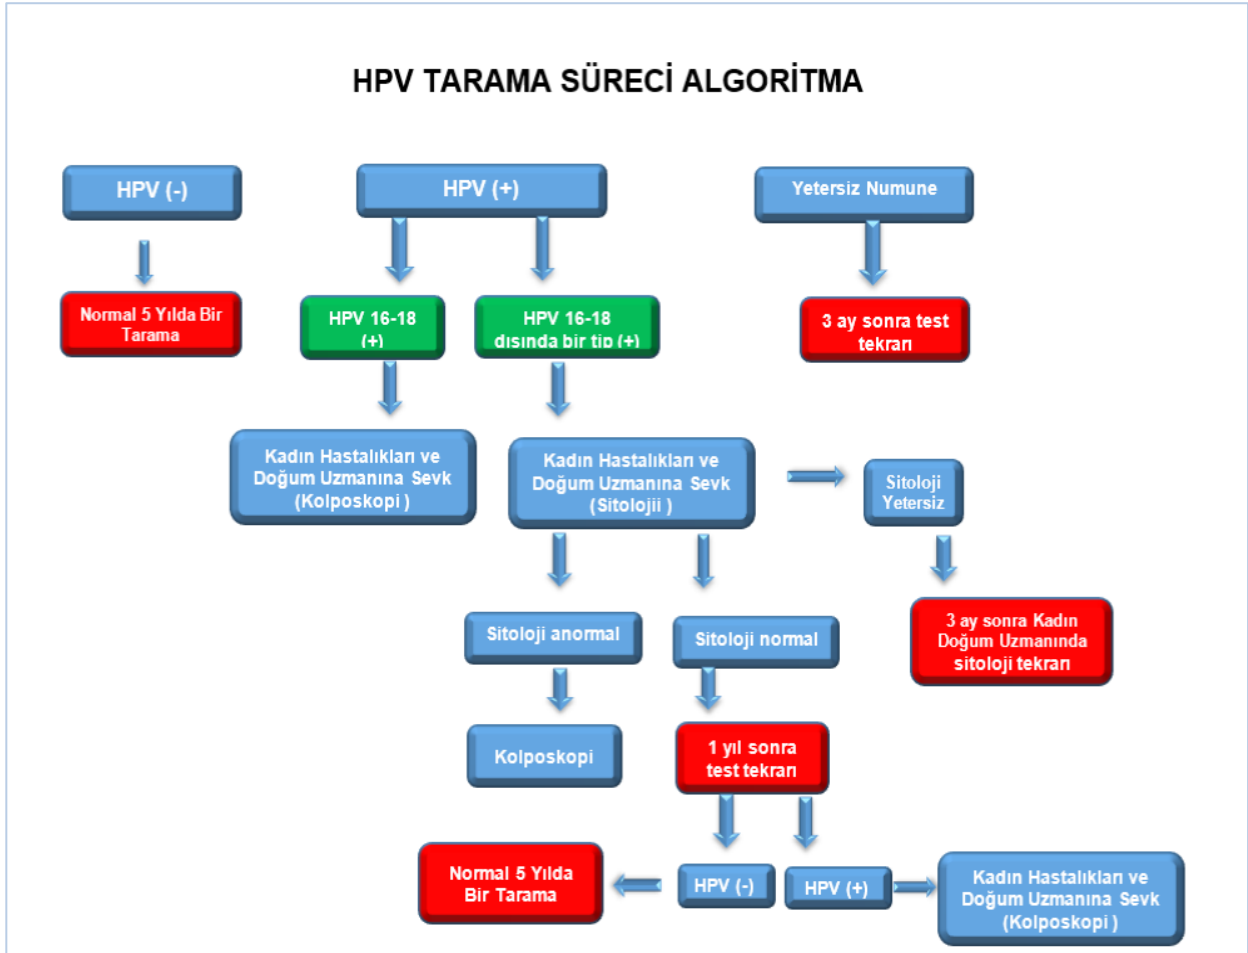 HPV TARAMA SÜRECİ ALGORİTMA
HPV (-)
HPV (+)
Yetersiz Numune
Normal 5 Yılda Bir
Tarama
HPV 16-18
(+)
HPV 16-18
dışında bir tip (+)
3 ay sonra test
tekrarı
Kadın Hastalıkları ve
Doğum Uzmanına Sevk
(Kolposkopi )
Kadın Hastalıkları ve
Doğum Uzmanına Sevk
(Sitolojii )
Sitoloji
Yetersiz
Sitoloji anormal
Sitoloji normal
3 ay sonra Kadın
Doğum Uzmanında
sitoloji tekrarı
Kolposkopi
1 yıl sonra
test tekrarı
Normal 5 Yılda
Bir Tarama
HPV (-)
HPV (+)
Kadın Hastalıkları ve
Doğum Uzmanına Sevk
(Kolposkopi )